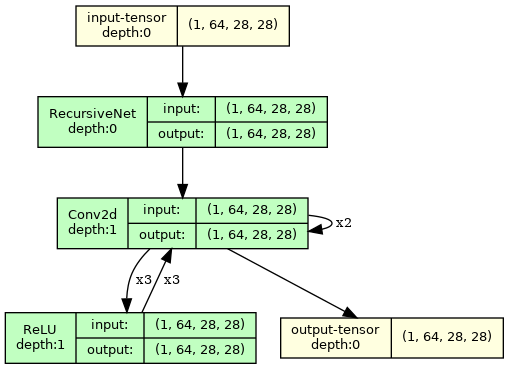 input-tensor
depth:0
(1, 64, 28, 28)
RecursiveNet
depth:0
input:
(1, 64, 28, 28)
output:
(1, 64, 28, 28)
Conv2d
depth:1
input:
(1, 64, 28, 28)
output:
(1, 64, 28, 28)
x2
x3
x3
ReLU
depth:1
input:
(1, 64, 28, 28)
output:
(1, 64, 28, 28)
output-tensor
depth:0
(1, 64, 28, 28)